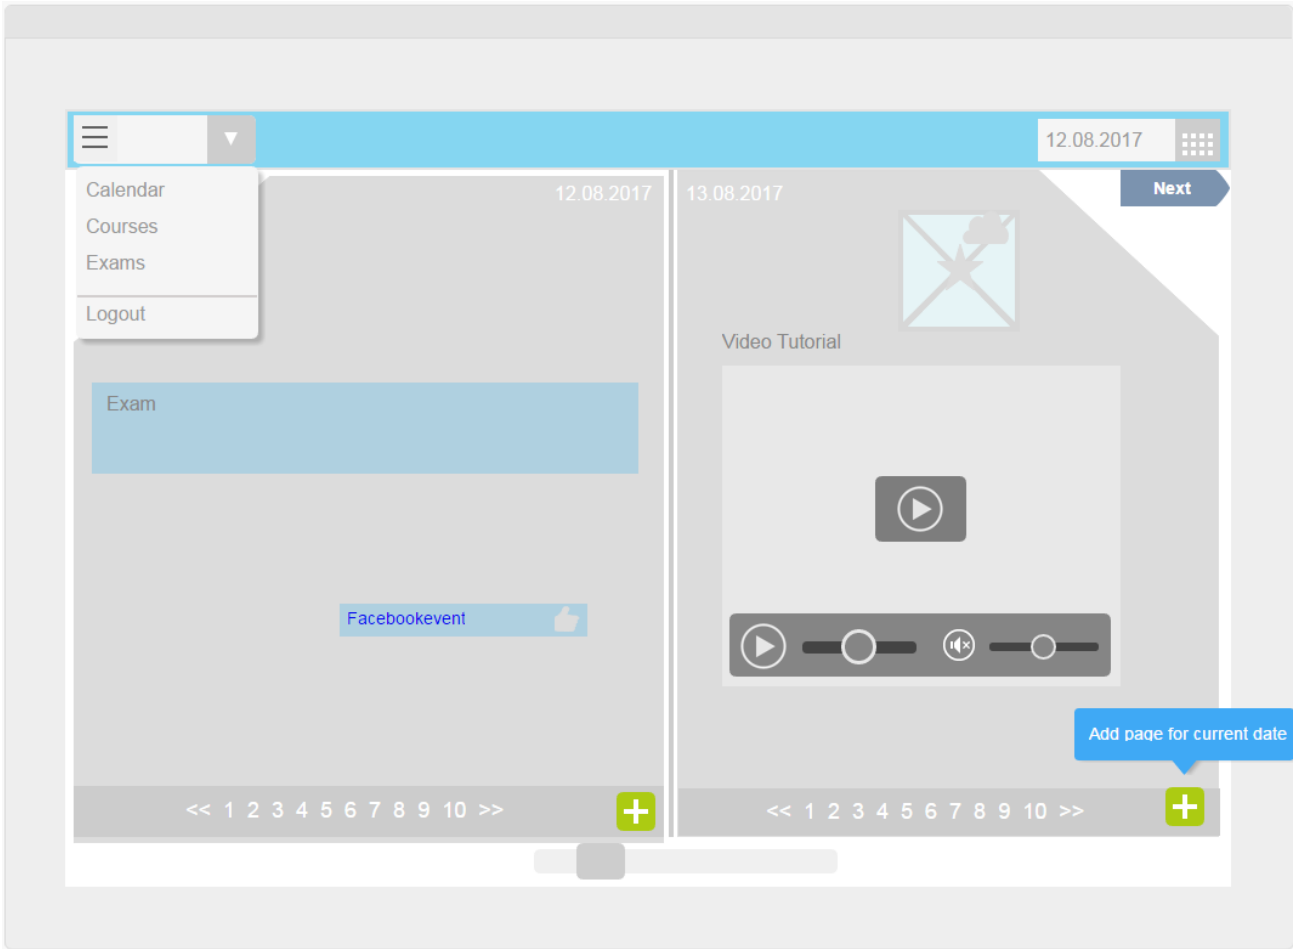 12.08.2017
Calendar
Courses
Exams
Logout
12.08.2017
Exam
Facebookevent
<< 1 2 3 4 5 6 7 8 9 10 >>
13.08.2017
Next
Video Tutorial
Add page for current date
<< 1 2 3 4 5 6 7 8 9 10 >>